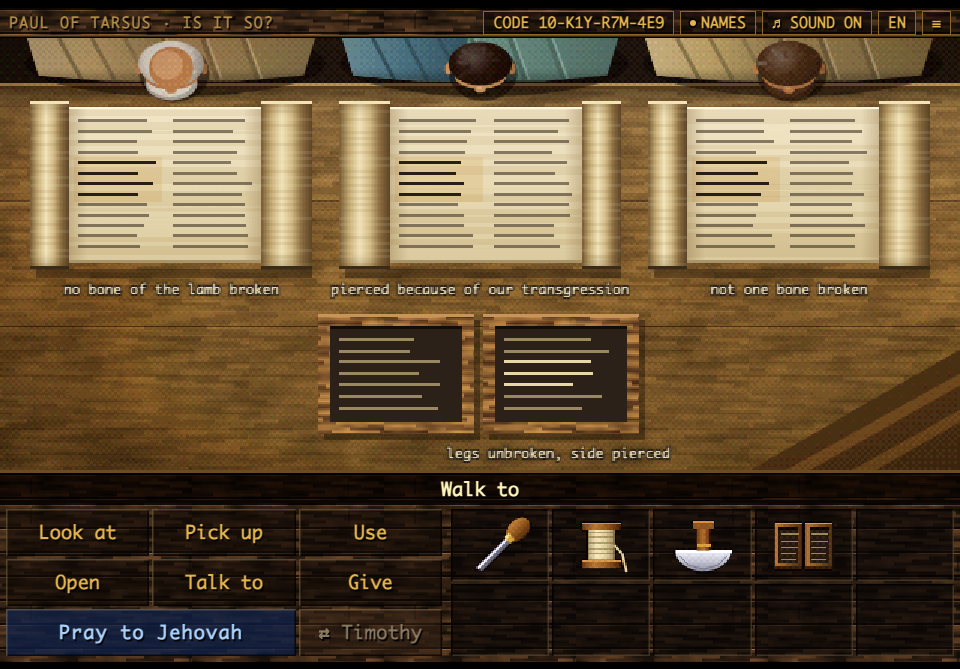 PAUL OF TARSUS · IS IT SO?
CODE 10-K1Y-R7M-4E9
• NAMES
♬ SOUND ON
EN
≡
no bone of the lamb broken
pierced because of our transgression
not one bone broken
legs unbroken, side pierced
Walk to
Look at
Pick up
Use
Open
Talk to
Give
Pray to Jehovah
⇄ Timothy